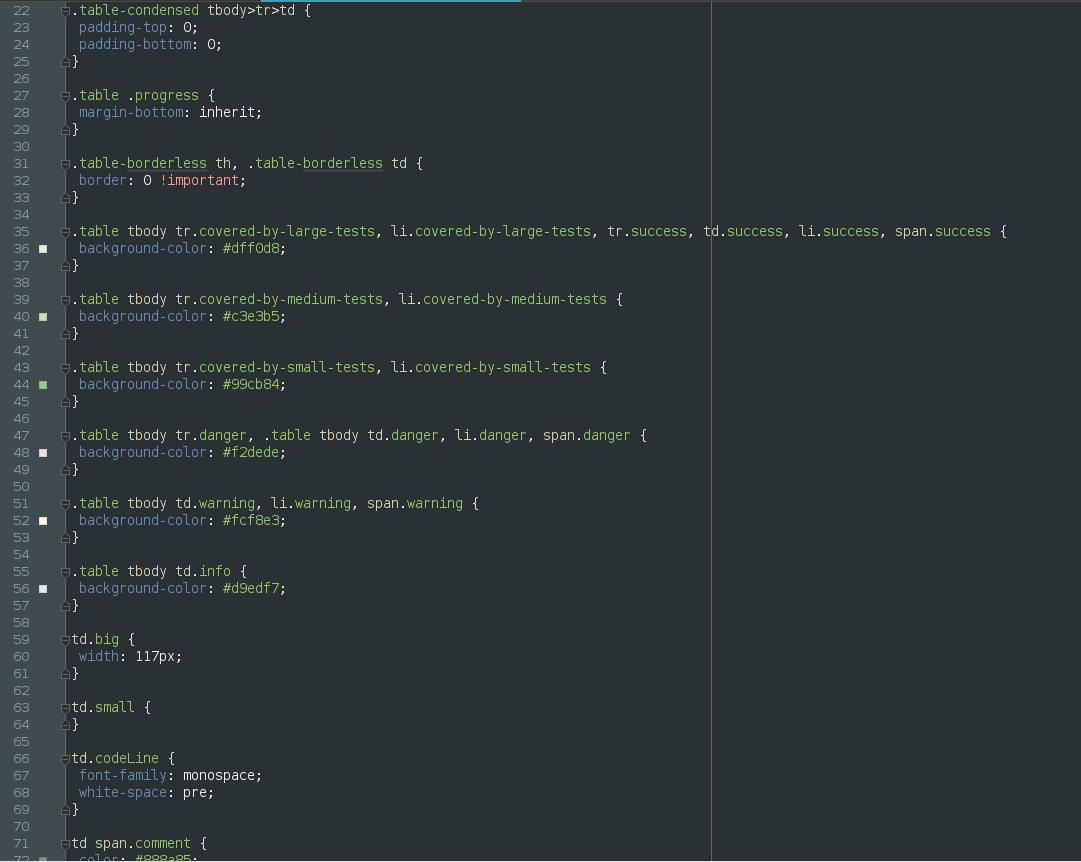 22 .table-condensed tbody>tr>td {
23  padding-top: 0;
24  padding-bottom: 0;
25 }
26
27 .table .progress {
28  margin-bottom: inherit;
29 }
30
31 .table-borderless th, .table-borderless td {
32  border: 0 !important;
33 }
34
35 .table tbody tr.covered-by-large-tests, li.covered-by-large-tests, tr.success, td.success, li.success, span.success {
36  background-color: #dff0d8;
37 }
38
39 .table tbody tr.covered-by-medium-tests, li.covered-by-medium-tests {
40  background-color: #c3e3b5;
41 }
42
43 .table tbody tr.covered-by-small-tests, li.covered-by-small-tests {
44  background-color: #99cb84;
45 }
46
47 .table tbody tr.danger, .table tbody td.danger, li.danger, span.danger {
48  background-color: #f2dede;
49 }
50
51 .table tbody td.warning, li.warning, span.warning {
52  background-color: #fcf8e3;
53 }
54
55 .table tbody td.info {
56  background-color: #d9edf7;
57 }
58
59 td.big {
60  width: 117px;
61 }
62
63 td.small {
64 }
65
66 td.codeLine {
67  font-family: monospace;
68  white-space: pre;
69 }
70
71 td span.comment {
72  color: #888a85;